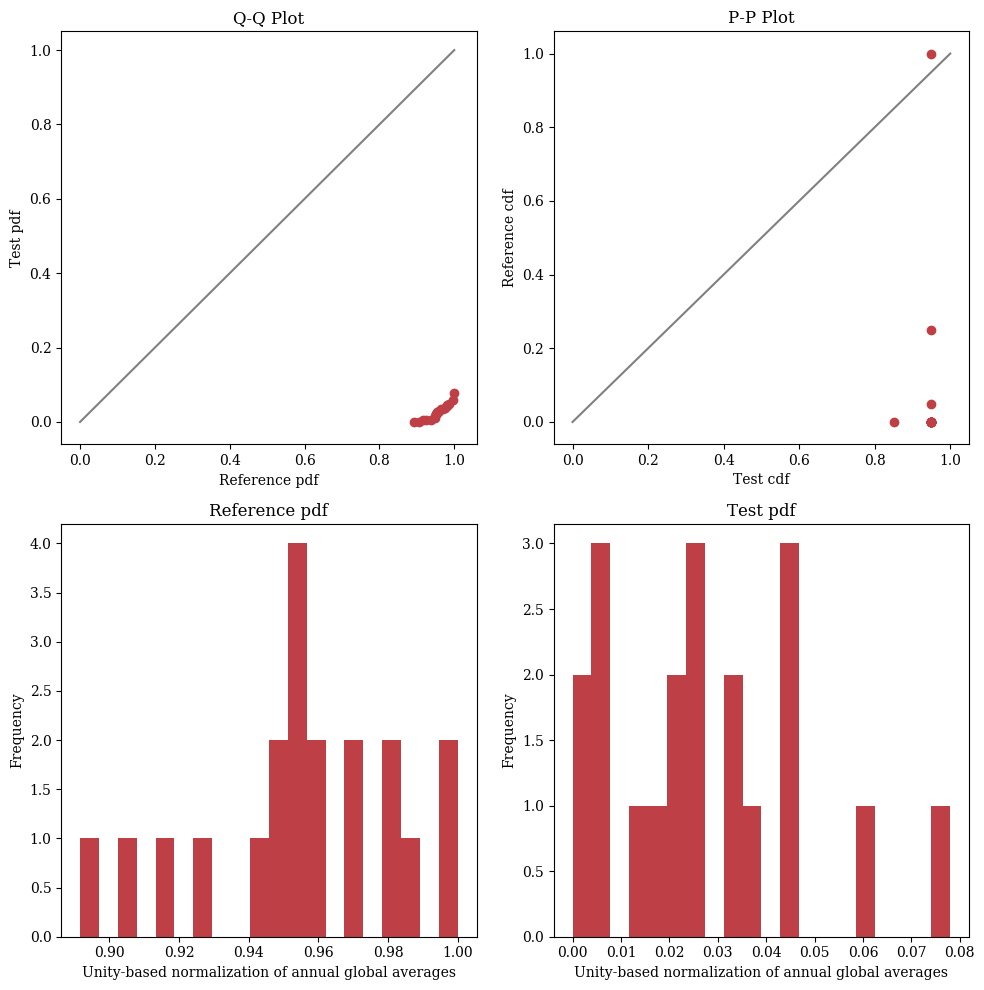 Q-Q Plot
1.0
0.8
0.6
0.4
0.2
0.0
Test pdf
0.0 0.2 0.4 0.6 0.8 1.0
Reference pdf
P-P Plot
1.0
0.8
0.6
0.4
0.2
0.0
Reference cdf
0.0 0.2 0.4 0.6 0.8 1.0
Test cdf
Reference pdf
4.0
3.5
3.0
2.5
2.0
1.5
1.0
0.5
0.0
Frequency
0.90 0.92 0.94 0.96 0.98 1.00
Unity-based normalization of annual global averages
Test pdf
3.0
2.5
2.0
1.5
1.0
0.5
0.0
Frequency
0.00 0.01 0.02 0.03 0.04 0.05 0.06 0.07 0.08
Unity-based normalization of annual global averages